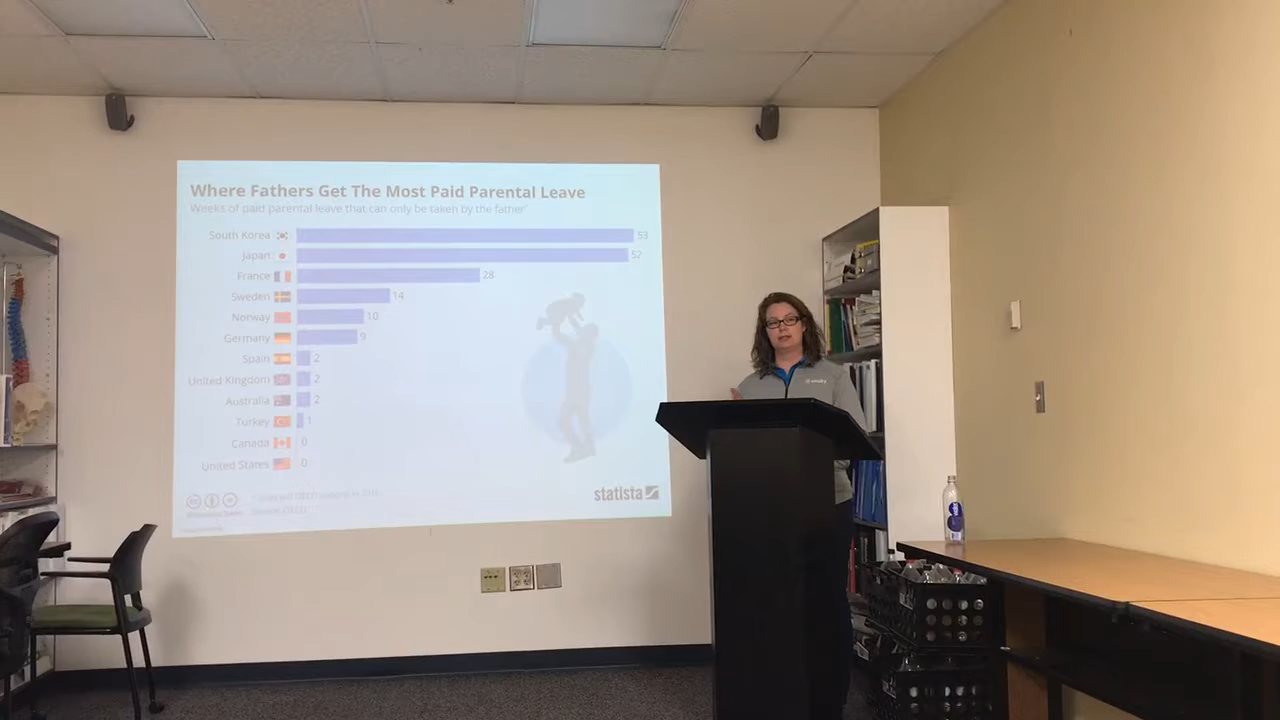 Where Fathers Get The Most Paid Parental Leave
Weeks of paid parental leave that can only be taken by the father*
South Korea 53
Japan 52
France 28
Sweden 14
Norway 10
Germany 9
Spain 2
United Kingdom 2
Australia 2
Turkey 1
Canada 0
United States 0
statista